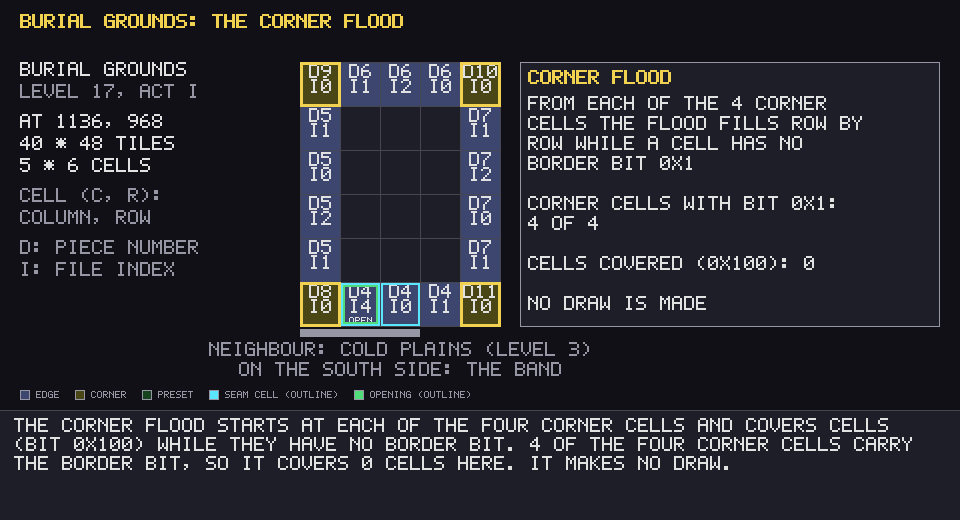 BURIAL GROUNDS: THE CORNER FLOOD
BURIAL GROUNDS
LEVEL 17, ACT I
AT 1136, 968
40 * 48 TILES
5 * 6 CELLS
CELL (C, R):
COLUMN, ROW
D: PIECE NUMBER
I: FILE INDEX
D9 D6 D6 D6 D10
I0 I1 I2 I0 I0
D5 D7
I1 I1
D5 D7
I0 I2
D5 D7
I2 I0
D5 D7
I1 I1
D8 D4 D4 D4 D11
I0 I4 I0 I1 I0
OPEN
NEIGHBOUR: COLD PLAINS (LEVEL 3)
ON THE SOUTH SIDE: THE BAND
CORNER FLOOD
FROM EACH OF THE 4 CORNER
CELLS THE FLOOD FILLS ROW BY
ROW WHILE A CELL HAS NO
BORDER BIT 0X1
CORNER CELLS WITH BIT 0X1:
4 OF 4
CELLS COVERED (0X100): 0
NO DRAW IS MADE
EDGE CORNER PRESET SEAM CELL (OUTLINE) OPENING (OUTLINE)
THE CORNER FLOOD STARTS AT EACH OF THE FOUR CORNER CELLS AND COVERS CELLS
(BIT 0X100) WHILE THEY HAVE NO BORDER BIT. 4 OF THE FOUR CORNER CELLS CARRY
THE BORDER BIT, SO IT COVERS 0 CELLS HERE. IT MAKES NO DRAW.